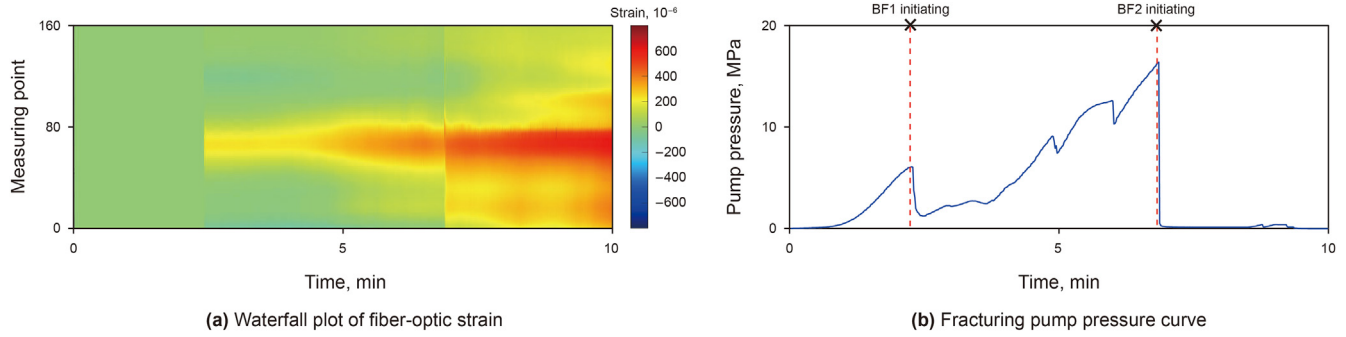 Strain, 10⁻⁶
160
80
0
Measuring point
600
400
200
0
−200
−400
−600
0
5
10
Time, min
(a) Waterfall plot of fiber-optic strain
BF1 initiating
BF2 initiating
20
10
0
Pump pressure, MPa
0
5
10
Time, min
(b) Fracturing pump pressure curve